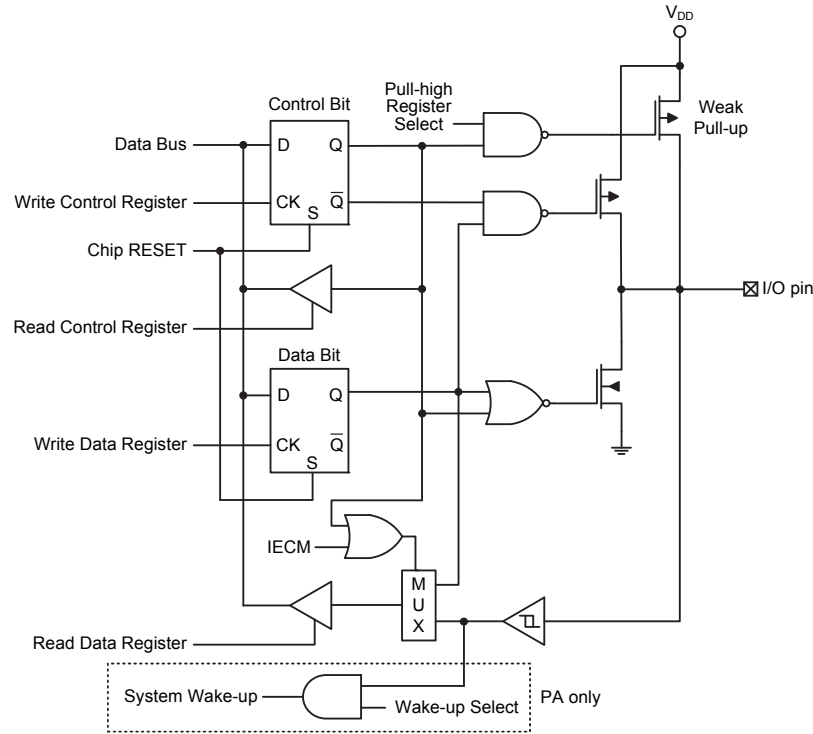 V_DD
Pull-high
Register
Select
Weak
Pull-up
Control Bit
Data Bus
D
Q
Write Control Register
CK
Q̅
S
Chip RESET
I/O pin
Read Control Register
Data Bit
D
Q
Write Data Register
CK
Q̅
S
IECM
M
U
X
Read Data Register
System Wake-up
Wake-up Select
PA only